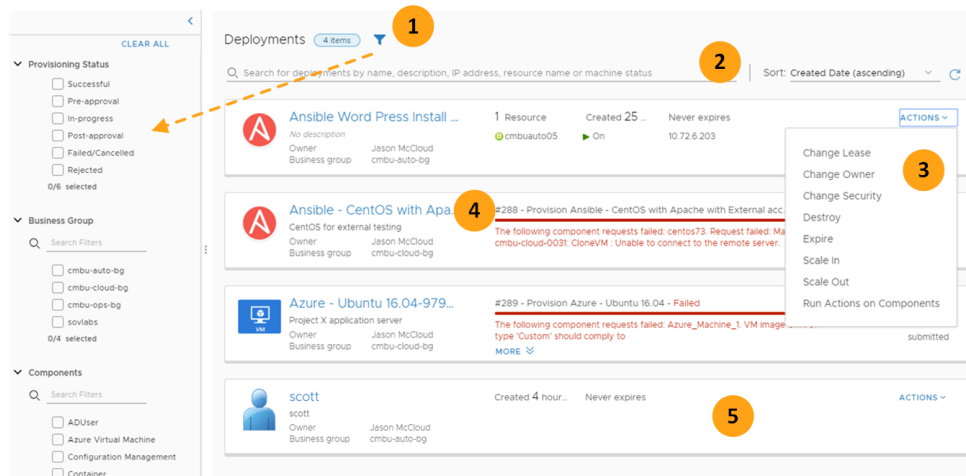 CLEAR ALL
Provisioning Status
Successful
Pre-approval
In-progress
Post-approval
Failed/Cancelled
Rejected
0/6 selected
Business Group
Search Filters
cmbu-auto-bg
cmbu-cloud-bg
cmbu-ops-bg
sovlabs
0/4 selected
Components
Search Filters
ADUser
Azure Virtual Machine
Configuration Management
Container
Deployments 4 items
1
Search for deployments by name, description, IP address, resource name or machine status
2
Sort: Created Date (ascending)
Ansible Word Press Install ...
No description
Owner Jason McCloud
Business group cmbu-auto-bg
1 Resource Created 25 ... Never expires
cmbuauto05 On 10.72.6.203
ACTIONS
Change Lease
Change Owner
Change Security
Destroy
Expire
Scale In
Scale Out
Run Actions on Components
3
Ansible - CentOS with Apa...
CentOS for external testing
Owner Jason McCloud
Business group cmbu-cloud-bg
4
#288 - Provision Ansible - CentOS with Apache with External acc.
The following component requests failed: centos73. Request failed: Ma
cmbu-cloud-0031: CloneVM : Unable to connect to the remote server.
VM
Azure - Ubuntu 16.04-979...
Project X application server
Owner Jason McCloud
Business group cmbu-cloud-bg
#289 - Provision Azure - Ubuntu 16.04 - Failed
The following component requests failed: Azure_Machine_1. VM image
type 'Custom' should comply to
MORE
submitted
scott
scott
Owner Jason McCloud
Business group cmbu-auto-bg
Created 4 hour... Never expires
5
ACTIONS